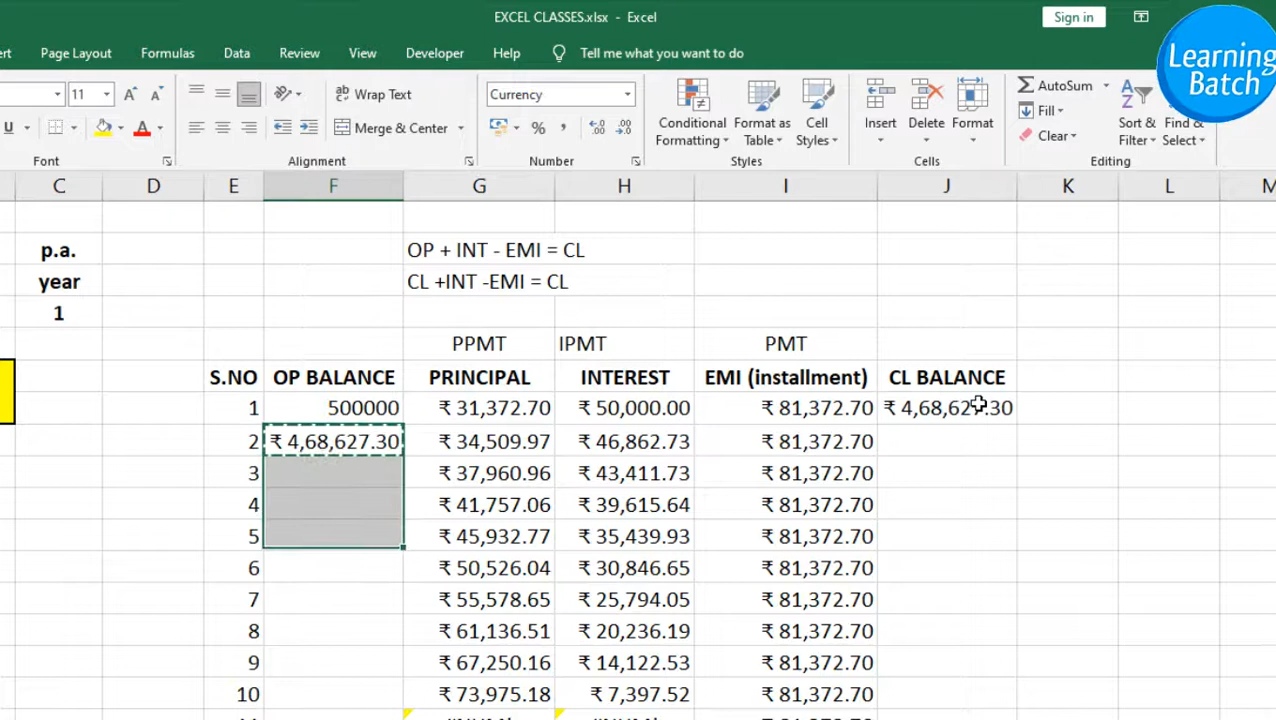 EXCEL CLASSES.xlsx - Excel
Sign in
Learning
Batch
Page Layout Formulas Data Review View Developer Help Tell me what you want to do
11 A A Wrap Text Currency Conditional Formatting Format as Table Cell Styles Insert Delete Format AutoSum Fill Clear Sort & Filter Find & Select
U A Merge & Center % ,
Font Alignment Number Styles Cells Editing
C D E F G H I J K L M
p.a. OP + INT - EMI = CL
year CL +INT -EMI = CL
1
PPMT IPMT PMT
S.NO OP BALANCE PRINCIPAL INTEREST EMI (installment) CL BALANCE
1 500000 ₹ 31,372.70 ₹ 50,000.00 ₹ 81,372.70 ₹ 4,68,627.30
2 ₹ 4,68,627.30 ₹ 34,509.97 ₹ 46,862.73 ₹ 81,372.70
3 ₹ 37,960.96 ₹ 43,411.73 ₹ 81,372.70
4 ₹ 41,757.06 ₹ 39,615.64 ₹ 81,372.70
5 ₹ 45,932.77 ₹ 35,439.93 ₹ 81,372.70
6 ₹ 50,526.04 ₹ 30,846.65 ₹ 81,372.70
7 ₹ 55,578.65 ₹ 25,794.05 ₹ 81,372.70
8 ₹ 61,136.51 ₹ 20,236.19 ₹ 81,372.70
9 ₹ 67,250.16 ₹ 14,122.53 ₹ 81,372.70
10 ₹ 73,975.18 ₹ 7,397.52 ₹ 81,372.70